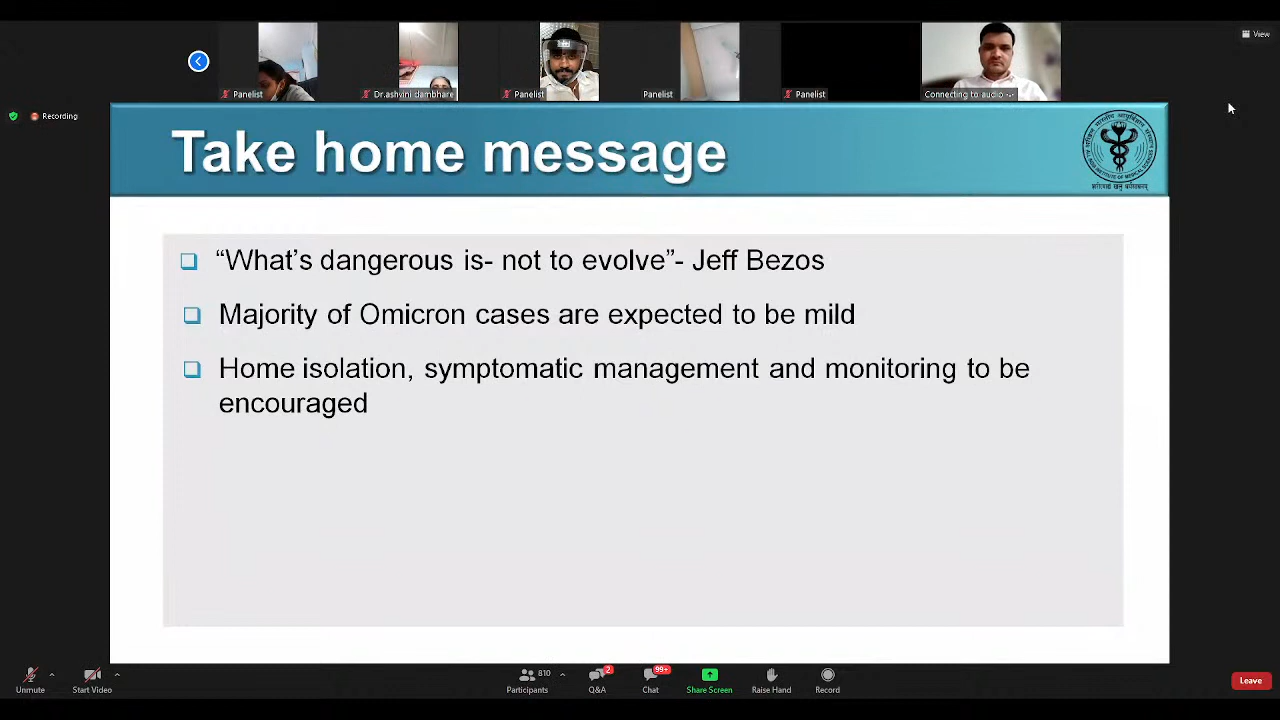 View
Panelist
Dr.ashvini dambhare
Panelist
Panelist
Panelist
Connecting to audio
Recording
Take home message
“What’s dangerous is- not to evolve”- Jeff Bezos
Majority of Omicron cases are expected to be mild
Home isolation, symptomatic management and monitoring to be
encouraged
Unmute
Start Video
810
Participants
2
Q&A
99+
Chat
Share Screen
Raise Hand
Record
Leave